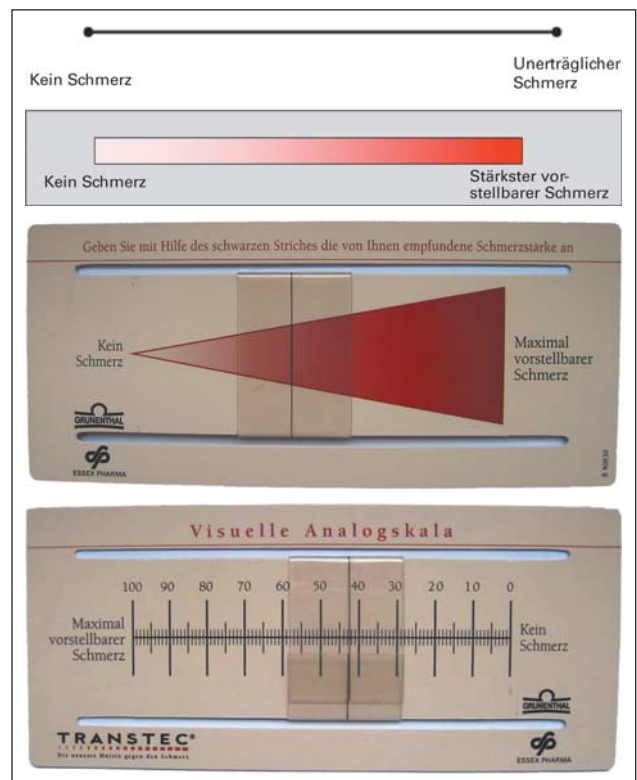 Kein Schmerz
Unerträglicher
Schmerz
Kein Schmerz
Stärkster vor-
stellbarer Schmerz
Geben Sie mit Hilfe des schwarzen Striches die von Ihnen empfundene Schmerzstärke an
Kein
Schmerz
Maximal
vorstellbarer
Schmerz
GRÜNENTHAL
ESSEX PHARMA
Visuelle Analogskala
100 90 80 70 60 50 40 30 20 10 0
Maximal
vorstellbarer
Schmerz
Kein
Schmerz
GRÜNENTHAL
TRANSTEC®
Die neueste Matrix gegen den Schmerz
ESSEX PHARMA